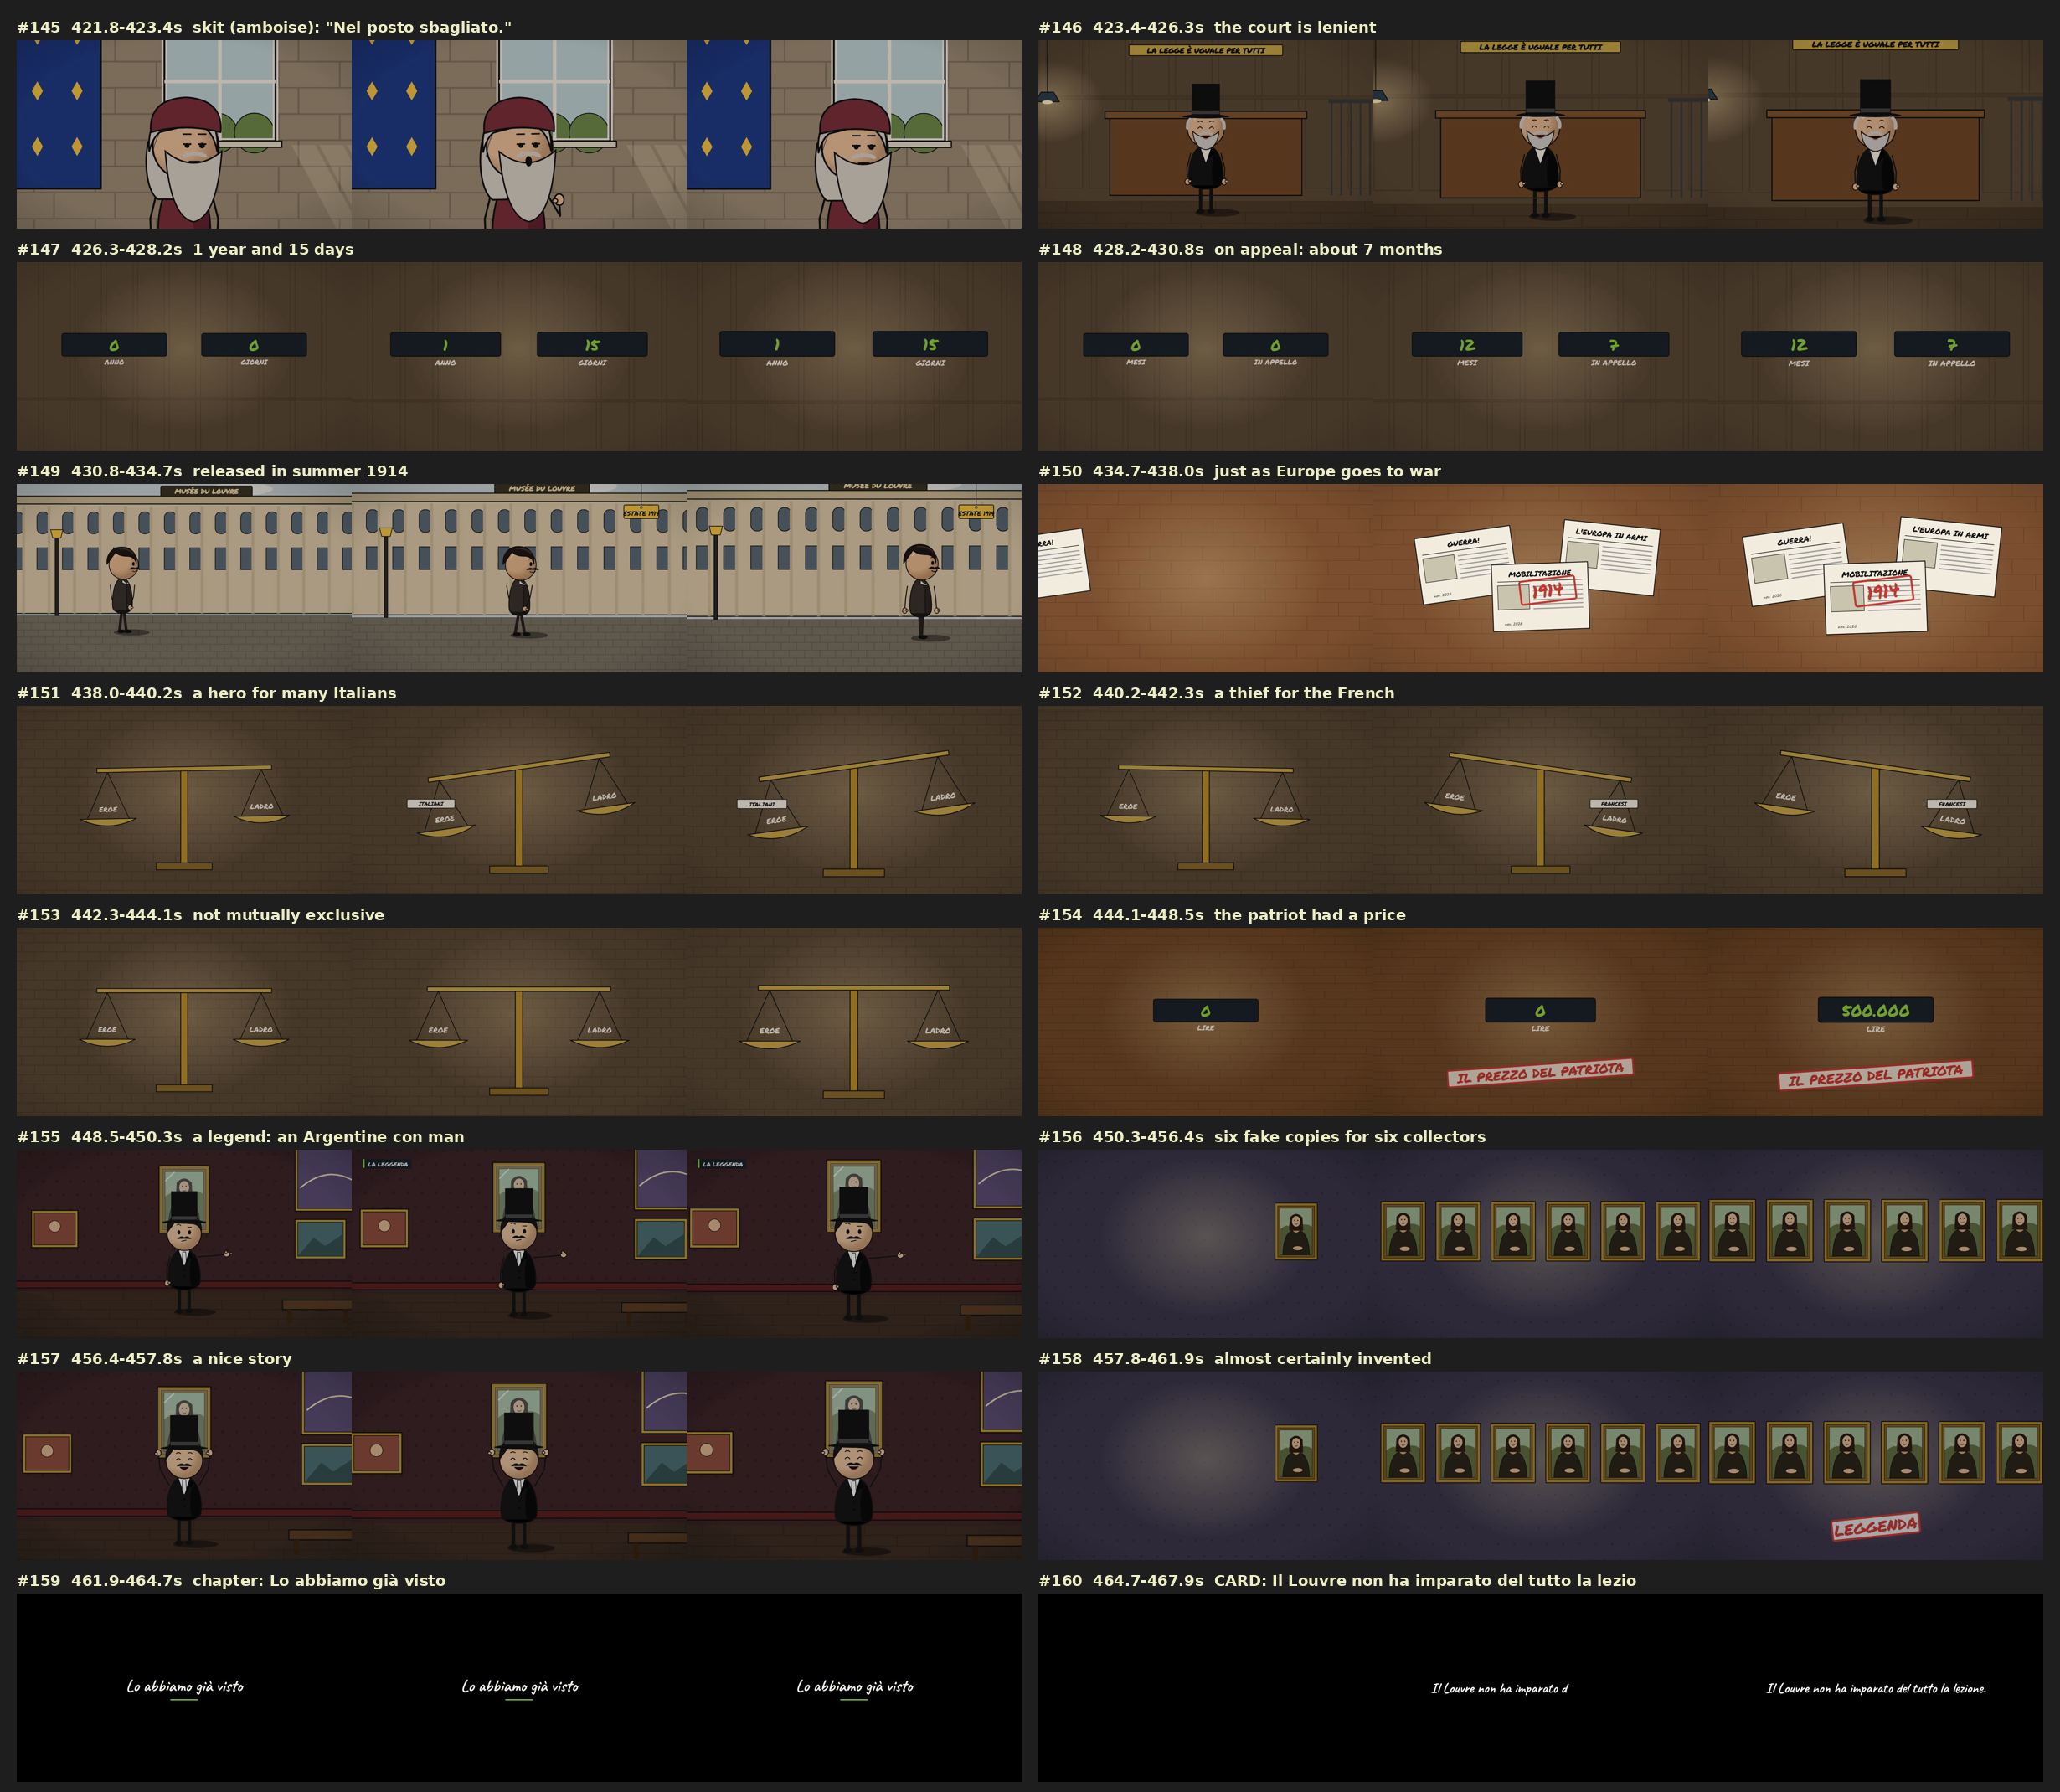 #145 421.8-423.4s skit (amboise): "Nel posto sbagliato."
#146 423.4-426.3s the court is lenient
LA LEGGE È UGUALE PER TUTTI
LA LEGGE È UGUALE PER TUTTI
LA LEGGE È UGUALE PER TUTTI
#147 426.3-428.2s 1 year and 15 days
0 0
ANNO GIORNI
1 15
ANNO GIORNI
1 15
ANNO GIORNI
#148 428.2-430.8s on appeal: about 7 months
0 0
MESI IN APPELLO
12 7
MESI IN APPELLO
12 7
MESI IN APPELLO
#149 430.8-434.7s released in summer 1914
MUSÉE DU LOUVRE
MUSÉE DU LOUVRE
ESTATE 1914
MUSÉE DU LOUVRE
ESTATE 1914
#150 434.7-438.0s just as Europe goes to war
RRA!
GUERRA!
L'EUROPA IN ARMI
MOBILITAZIONE
1914
GUERRA!
L'EUROPA IN ARMI
MOBILITAZIONE
1914
#151 438.0-440.2s a hero for many Italians
EROE LADRO
ITALIANI
EROE LADRO
ITALIANI
EROE LADRO
#152 440.2-442.3s a thief for the French
EROE LADRO
EROE FRANCESI
LADRO
EROE FRANCESI
LADRO
#153 442.3-444.1s not mutually exclusive
EROE LADRO
EROE LADRO
EROE LADRO
#154 444.1-448.5s the patriot had a price
0
LIRE
0
LIRE
IL PREZZO DEL PATRIOTA
500.000
LIRE
IL PREZZO DEL PATRIOTA
#155 448.5-450.3s a legend: an Argentine con man
LA LEGGENDA
LA LEGGENDA
#156 450.3-456.4s six fake copies for six collectors
#157 456.4-457.8s a nice story
#158 457.8-461.9s almost certainly invented
LEGGENDA
#159 461.9-464.7s chapter: Lo abbiamo già visto
Lo abbiamo già visto
Lo abbiamo già visto
Lo abbiamo già visto
#160 464.7-467.9s CARD: Il Louvre non ha imparato del tutto la lezio
Il Louvre non ha imparato d
Il Louvre non ha imparato del tutto la lezione.